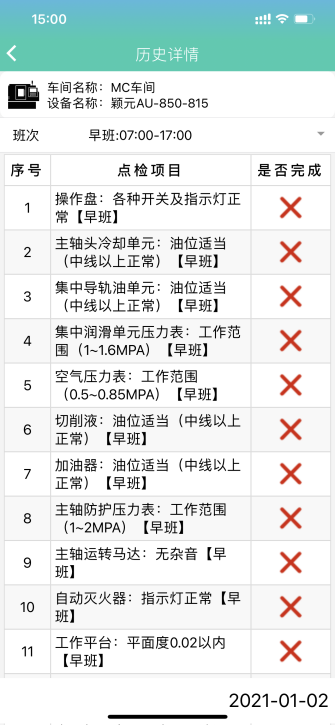 15:00
历史详情
车间名称：MC车间
设备名称：颖元AU-850-815
班次 早班:07:00-17:00
序号 点检项目 是否完成
1 操作盘：各种开关及指示灯正
常【早班】
2 主轴头冷却单元：油位适当
（中线以上正常）【早班】
3 集中导轨油单元：油位适当
（中线以上正常）【早班】
4 集中润滑单元压力表：工作范
围（1~1.6MPA）【早班】
5 空气压力表：工作范围
（0.5~0.85MPA）【早班】
6 切削液：油位适当（中线以上
正常）【早班】
7 加油器：油位适当（中线以上
正常）【早班】
8 主轴防护压力表：工作范围
（1~2MPA）【早班】
9 主轴运转马达：无杂音【早
班】
10 自动灭火器：指示灯正常【早
班】
11 工作平台：平面度0.02以内
【早班】
2021-01-02